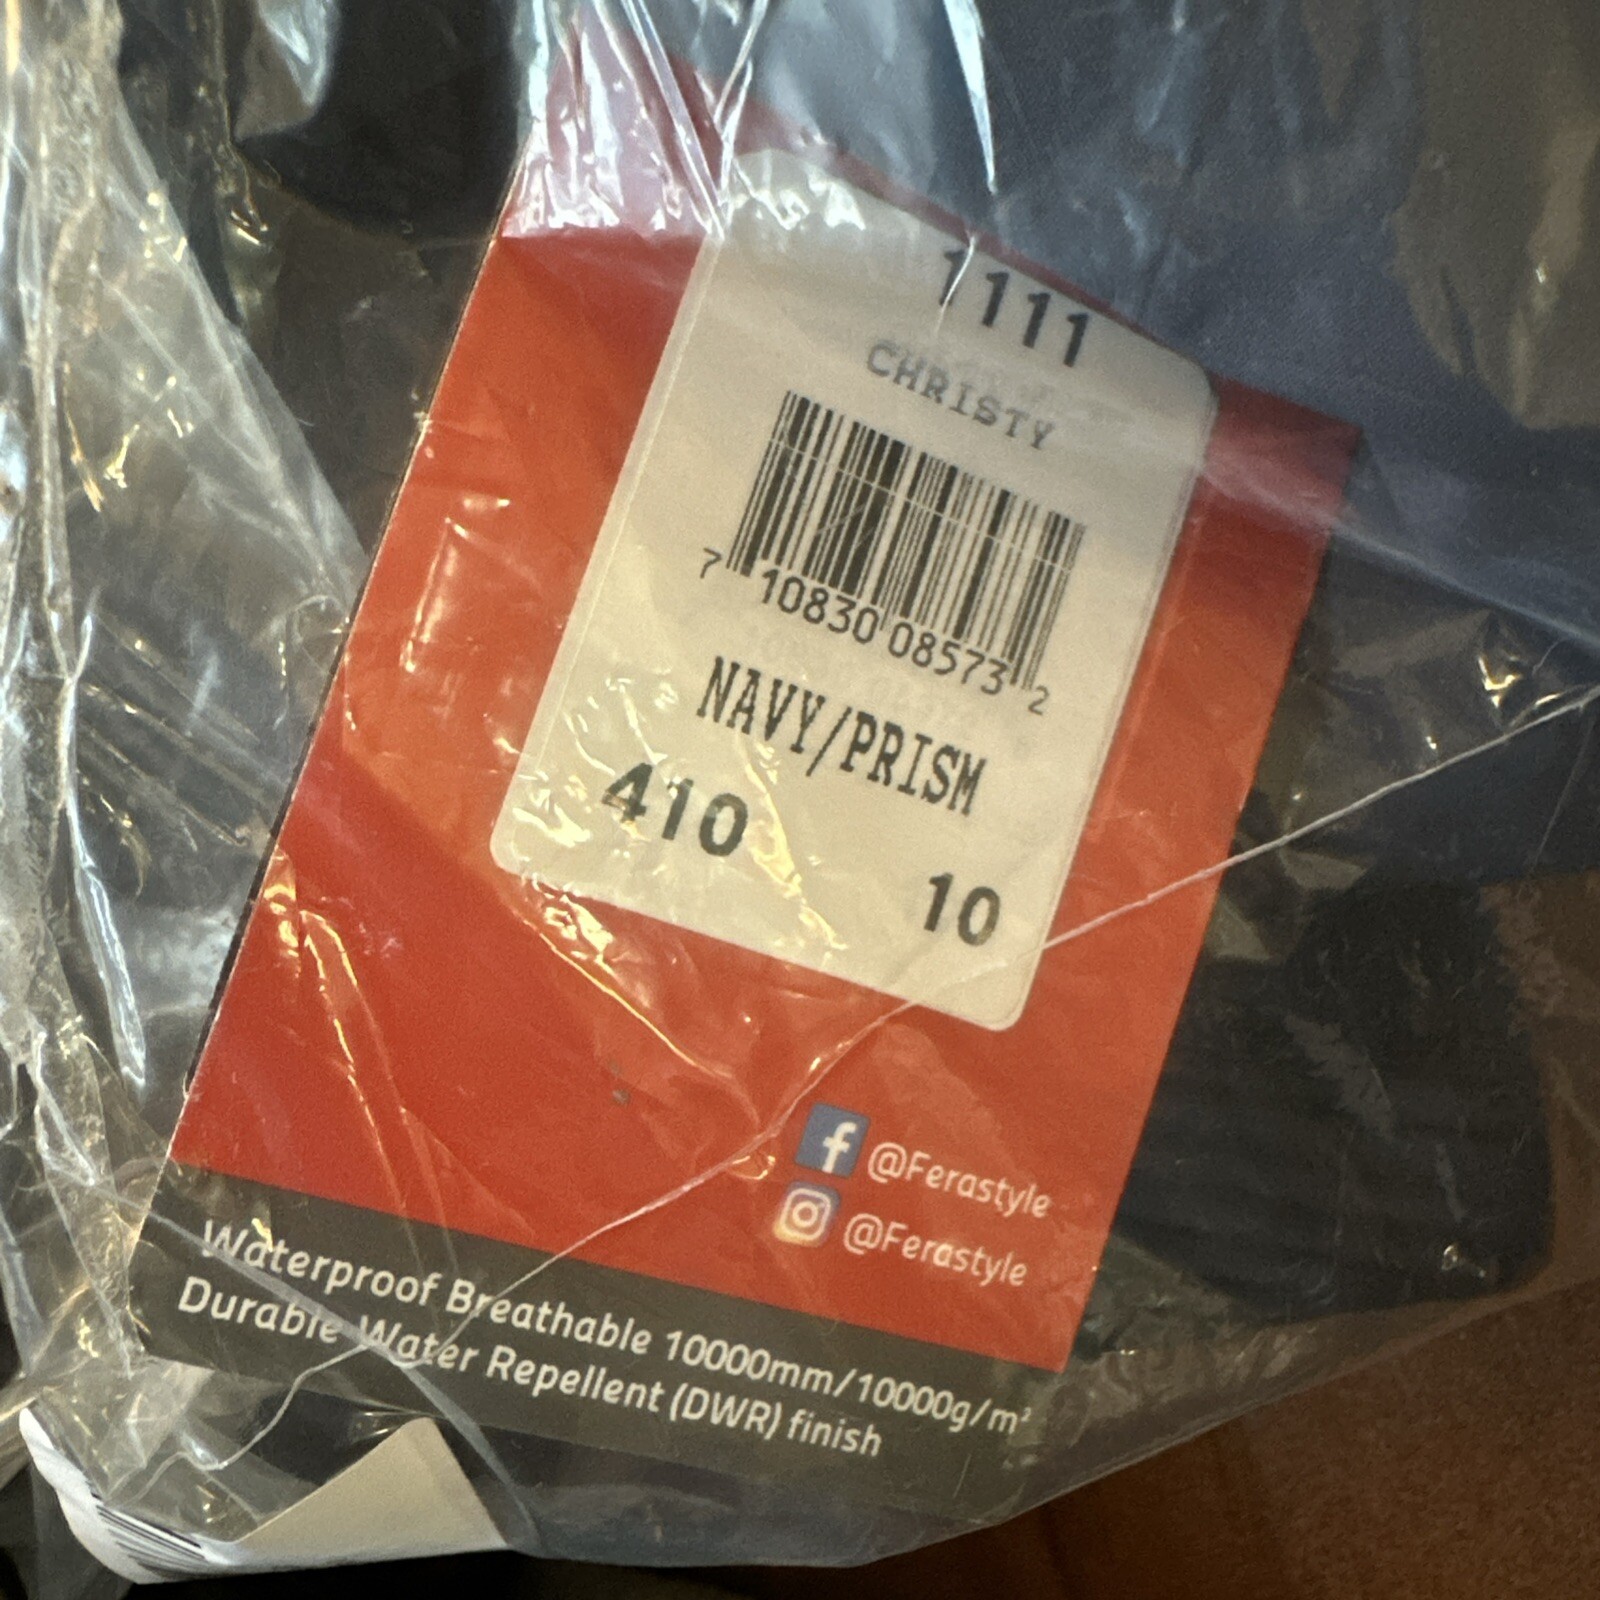 1111
CHRISTY
7 10830 08573 2
NAVY/PRISM
410
10
@Ferastyle
@Ferastyle
Waterproof Breathable 10000mm/10000g/m²
Durable Water Repellent (DWR) finish